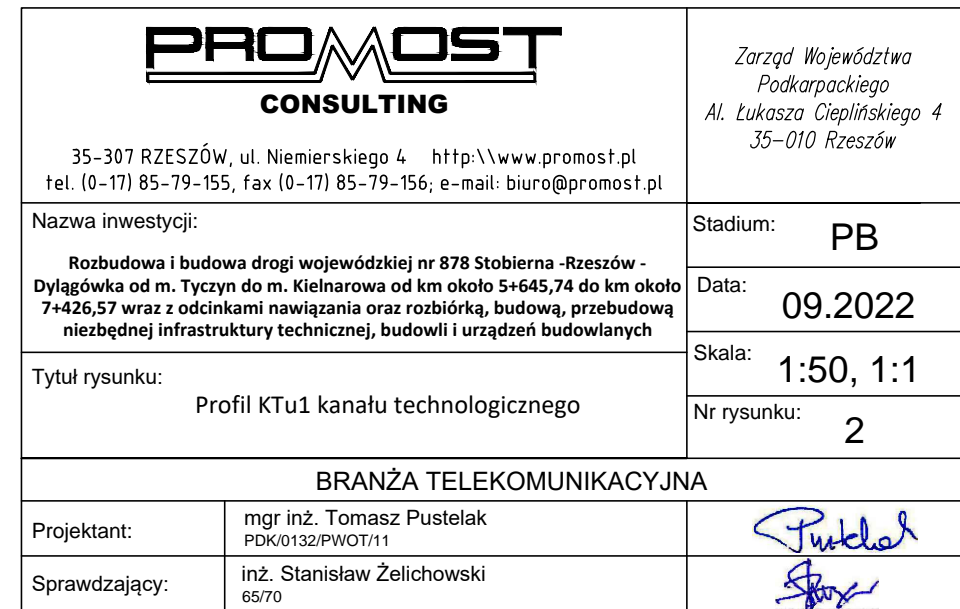 PROMOST
CONSULTING
35-307 RZESZÓW, ul. Niemierskiego 4 http:\\www.promost.pl
tel. (0-17) 85-79-155, fax (0-17) 85-79-156; e-mail: biuro@promost.pl
Zarząd Województwa
Podkarpackiego
Al. Łukasza Cieplińskiego 4
35-010 Rzeszów
Nazwa inwestycji:
Rozbudowa i budowa drogi wojewódzkiej nr 878 Stobierna -Rzeszów -
Dylągówka od m. Tyczyn do m. Kielnarowa od km około 5+645,74 do km około
7+426,57 wraz z odcinkami nawiązania oraz rozbiórką, budową, przebudową
niezbędnej infrastruktury technicznej, budowli i urządzeń budowlanych
Stadium:
PB
Data:
09.2022
Skala:
1:50, 1:1
Tytuł rysunku:
Profil KTu1 kanału technologicznego
Nr rysunku:
2
BRANŻA TELEKOMUNIKACYJNA
Projektant:
mgr inż. Tomasz Pustelak
PDK/0132/PWOT/11
Sprawdzający:
inż. Stanisław Żelichowski
65/70